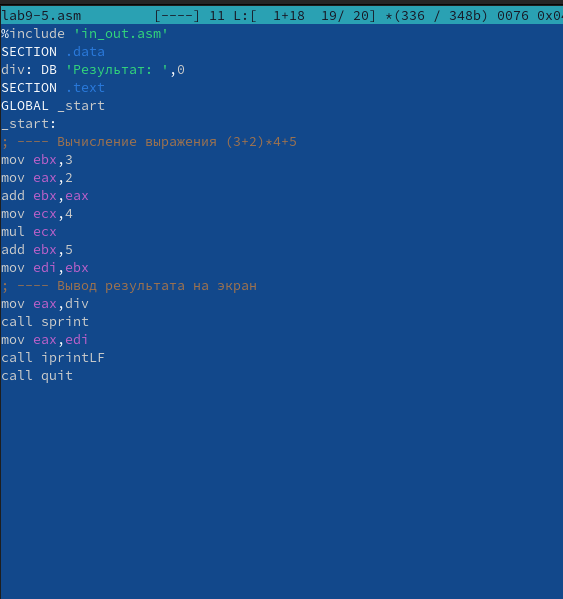 lab9-5.asm [----] 11 L:[ 1+18 19/ 20] *(336 / 348b) 0076 0x0
%include 'in_out.asm'
SECTION .data
div: DB 'Результат: ',0
SECTION .text
GLOBAL _start
_start:
; ---- Вычисление выражения (3+2)*4+5
mov ebx,3
mov eax,2
add ebx,eax
mov ecx,4
mul ecx
add ebx,5
mov edi,ebx
; ---- Вывод результата на экран
mov eax,div
call sprint
mov eax,edi
call iprintLF
call quit